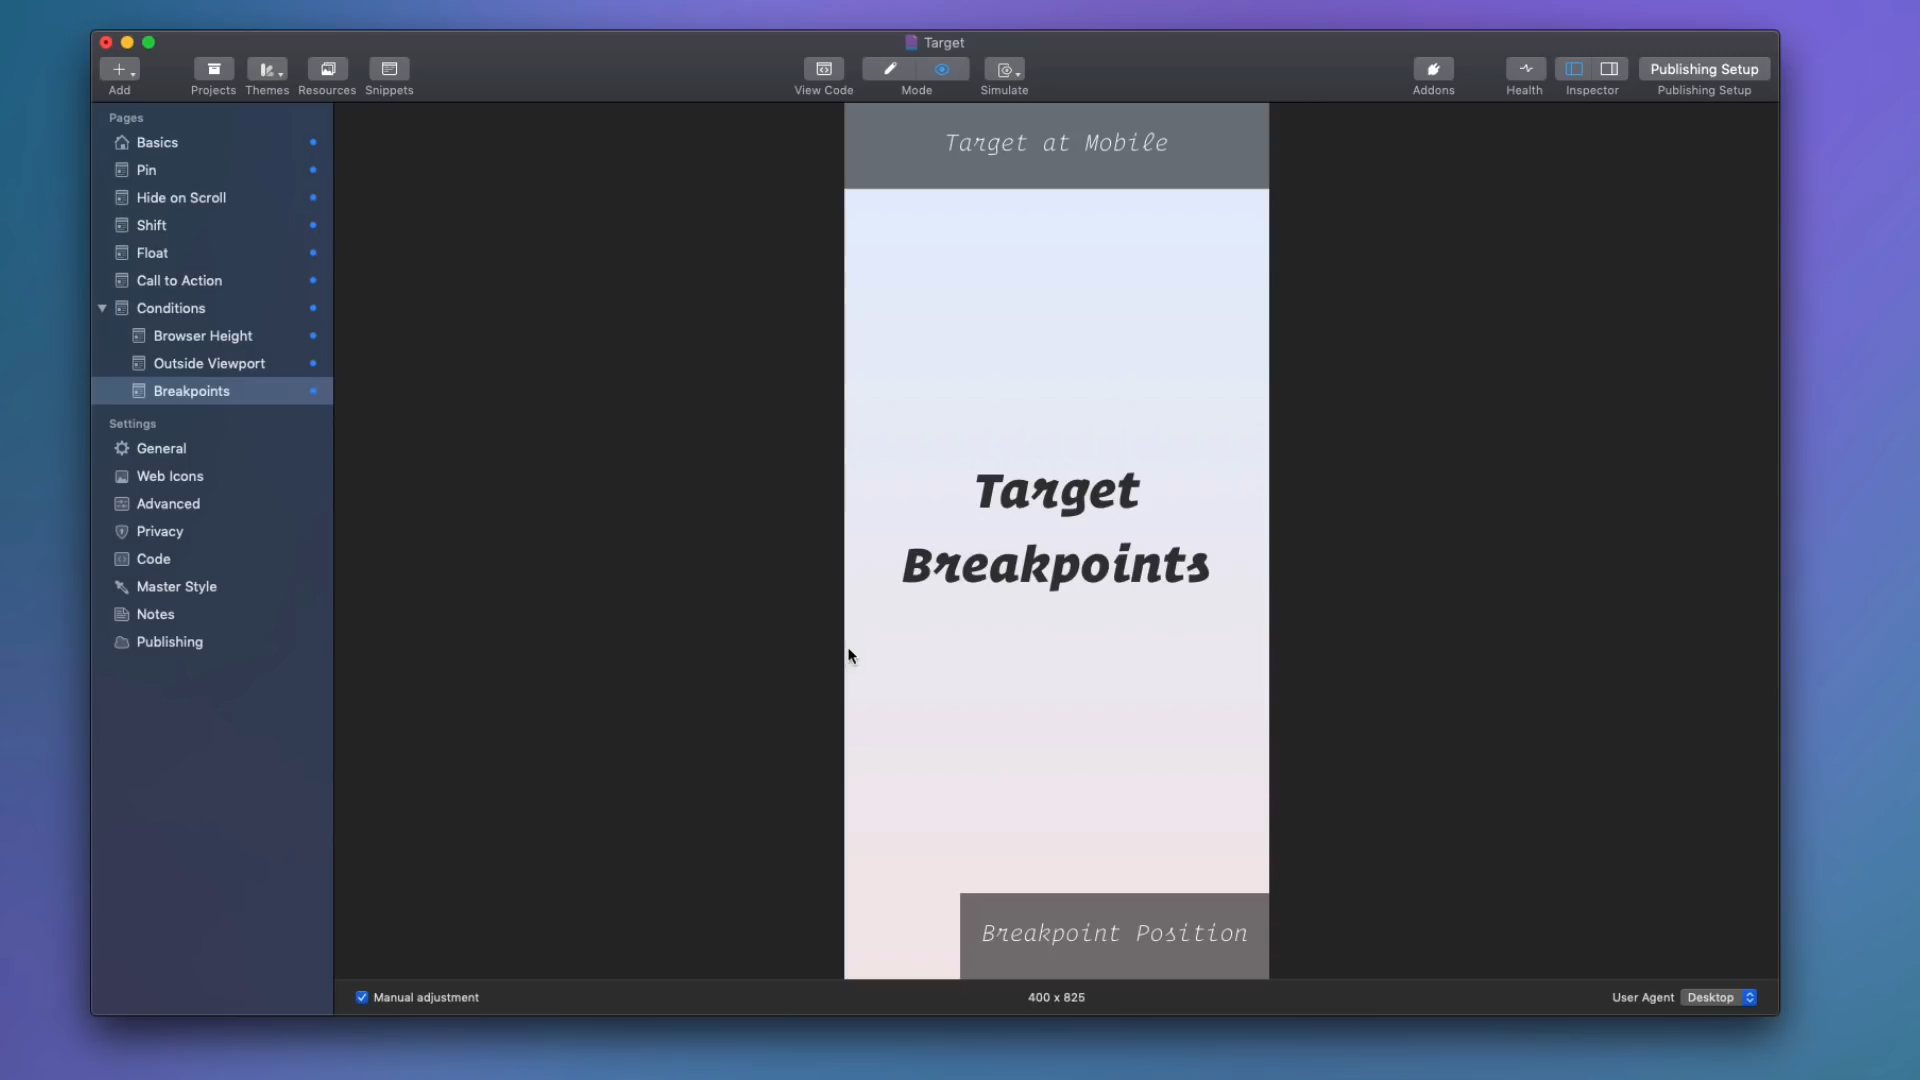 Target
Add
Projects
Themes
Resources
Snippets
View Code
Mode
Simulate
Addons
Health
Inspector
Publishing Setup
Publishing Setup
Pages
Basics
Pin
Hide on Scroll
Shift
Float
Call to Action
Conditions
Browser Height
Outside Viewport
Breakpoints
Settings
General
Web Icons
Advanced
Privacy
Code
Master Style
Notes
Publishing
Target at Mobile
Target
Breakpoints
Breakpoint Position
Manual adjustment
400 x 825
User Agent
Desktop